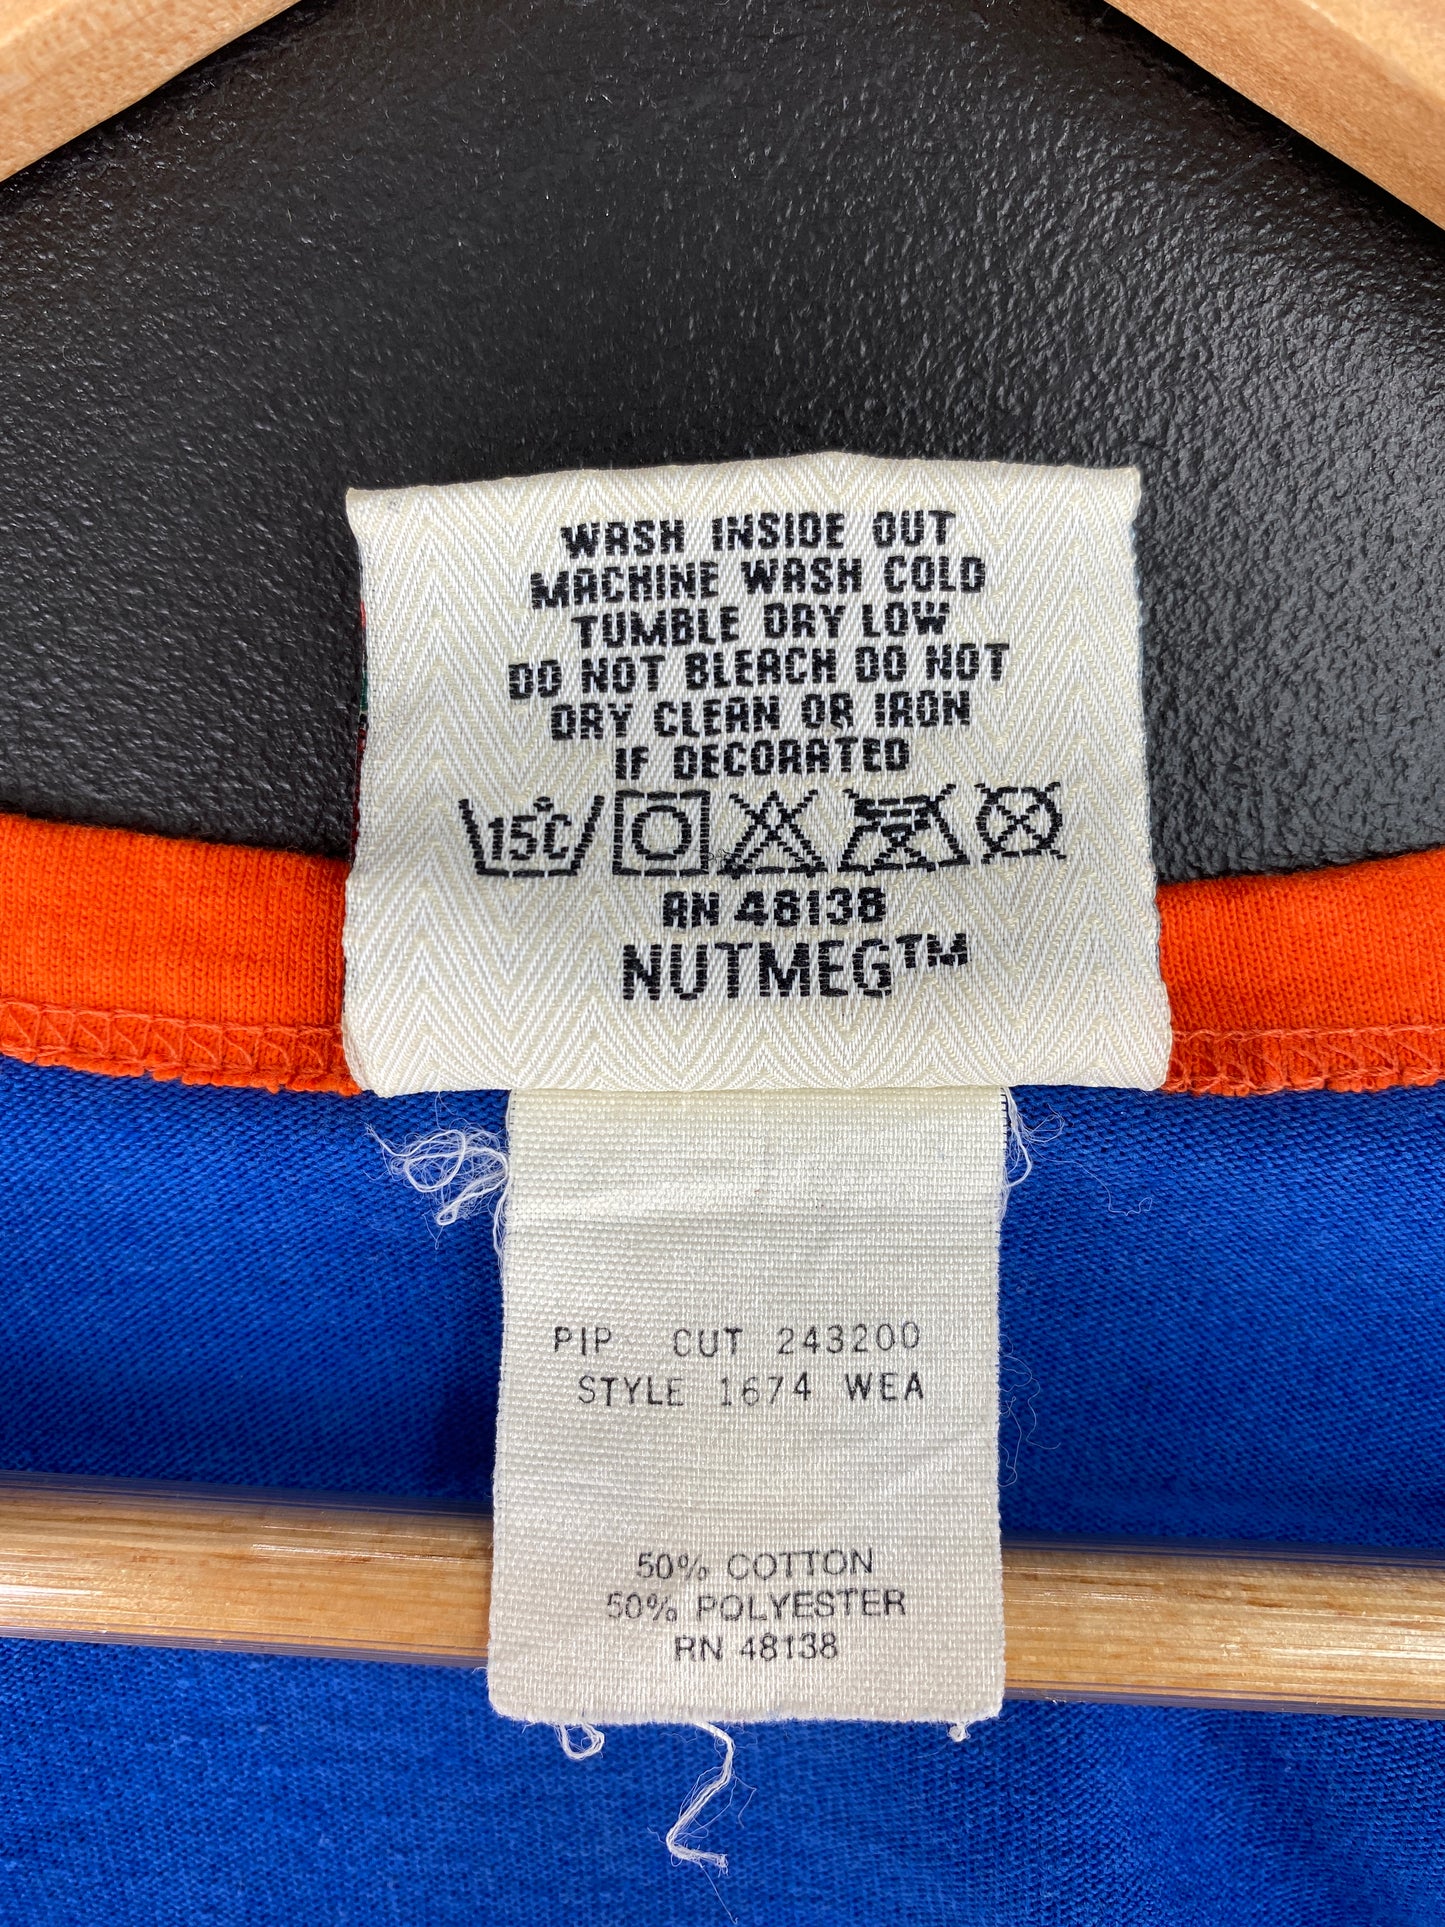 WASH INSIDE OUT
MACHINE WASH COLD
TUMBLE DRY LOW
DO NOT BLEACH DO NOT
DRY CLEAN OR IRON
IF DECORATED
15°C
RN 48138
NUTMEG™
PIP CUT 243200
STYLE 1674 WEA
50% COTTON
50% POLYESTER
RN 48138